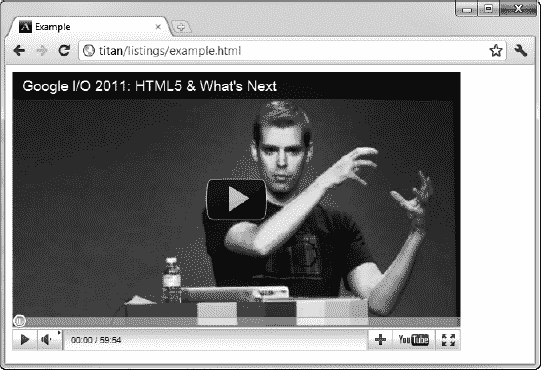 Example
titan/listings/example.html
Google I/O 2011: HTML5 & What's Next
00:00 / 59:54
YouTube